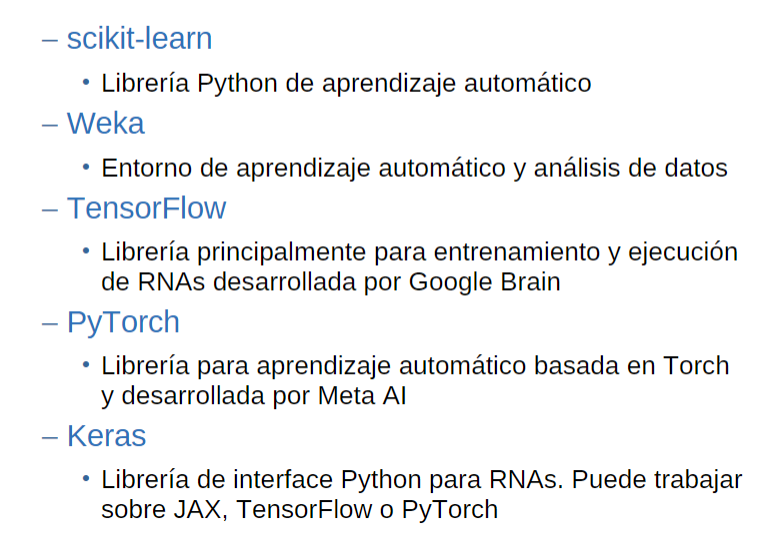 – scikit-learn
• Librería Python de aprendizaje automático
– Weka
• Entorno de aprendizaje automático y análisis de datos
– TensorFlow
• Librería principalmente para entrenamiento y ejecución
de RNAs desarrollada por Google Brain
– PyTorch
• Librería para aprendizaje automático basada en Torch
y desarrollada por Meta AI
– Keras
• Librería de interface Python para RNAs. Puede trabajar
sobre JAX, TensorFlow o PyTorch